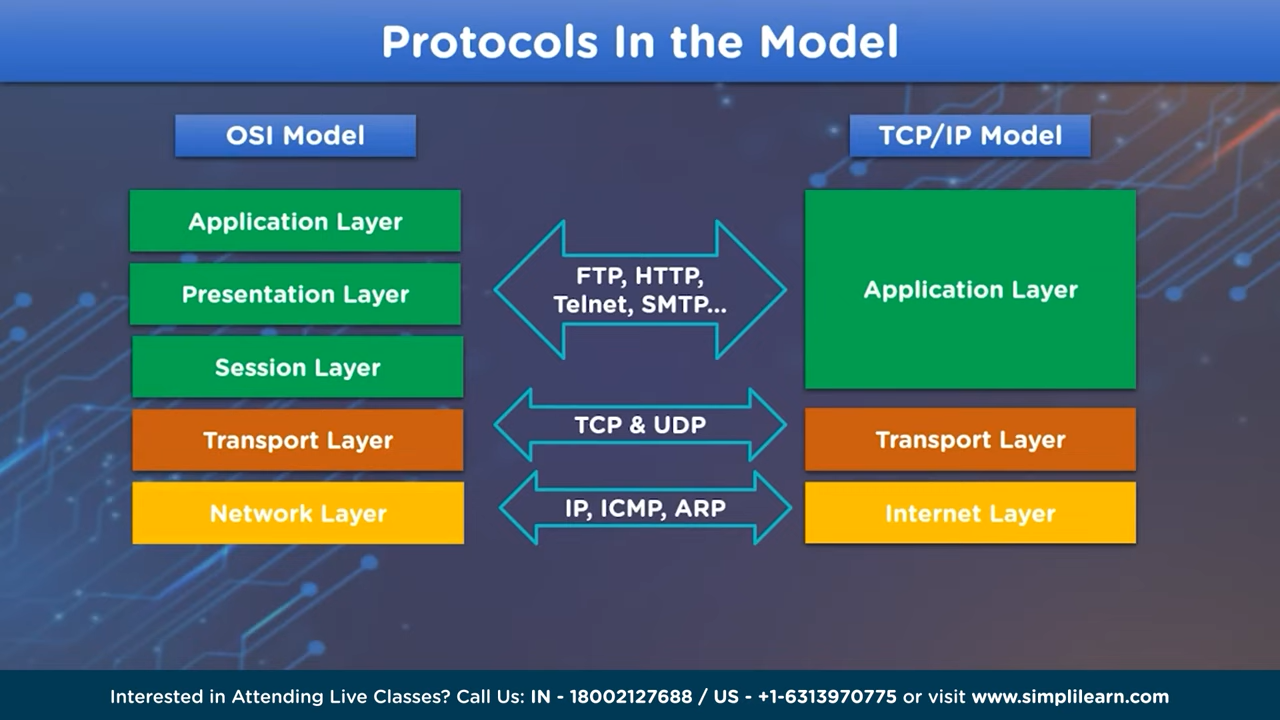 Protocols In the Model
OSI Model
TCP/IP Model
Application Layer
Presentation Layer
Session Layer
Transport Layer
Network Layer
FTP, HTTP,
Telnet, SMTP...
TCP & UDP
IP, ICMP, ARP
Application Layer
Transport Layer
Internet Layer
Interested in Attending Live Classes? Call Us: IN - 18002127688 / US - +1-6313970775 or visit www.simplilearn.com